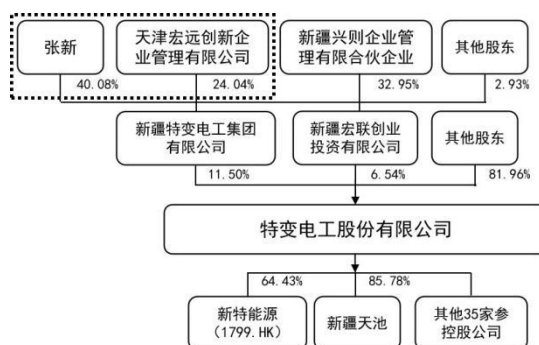 张新
天津宏远创新企
业管理有限公司
新疆兴则企业管
理有限合伙企业
其他股东
40.08%
24.04%
32.95%
2.93%
新疆特变电工集团
有限公司
新疆宏联创业
投资有限公司
其他股东
11.50%
6.54%
81.96%
特变电工股份有限公司
64.43%
85.78%
新特能源
（1799.HK）
新疆天池
其他35家参
控股公司